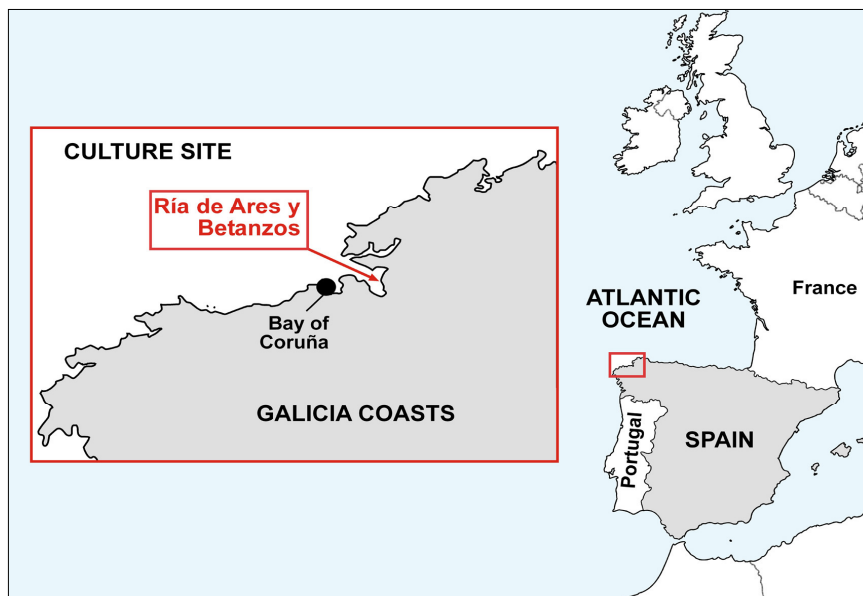 CULTURE SITE
Ría de Ares y
Betanzos
Bay of
Coruña
GALICIA COASTS
ATLANTIC
OCEAN
France
Portugal
SPAIN